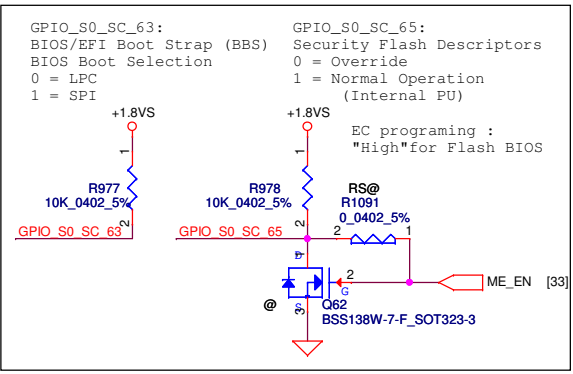 GPIO_S0_SC_63:
BIOS/EFI Boot Strap (BBS)
BIOS Boot Selection
0 = LPC
1 = SPI
GPIO_S0_SC_65:
Security Flash Descriptors
0 = Override
1 = Normal Operation
(Internal PU)
+1.8VS
+1.8VS
EC programing :
"High"for Flash BIOS
1
R977
10K_0402_5%
2
GPIO_S0_SC_63
1
R978
10K_0402_5%
2
GPIO_S0_SC_65
RS@
R1091
0_0402_5%
2
1
D
1
2
G
S
3
@
Q62
BSS138W-7-F_SOT323-3
ME_EN
[33]